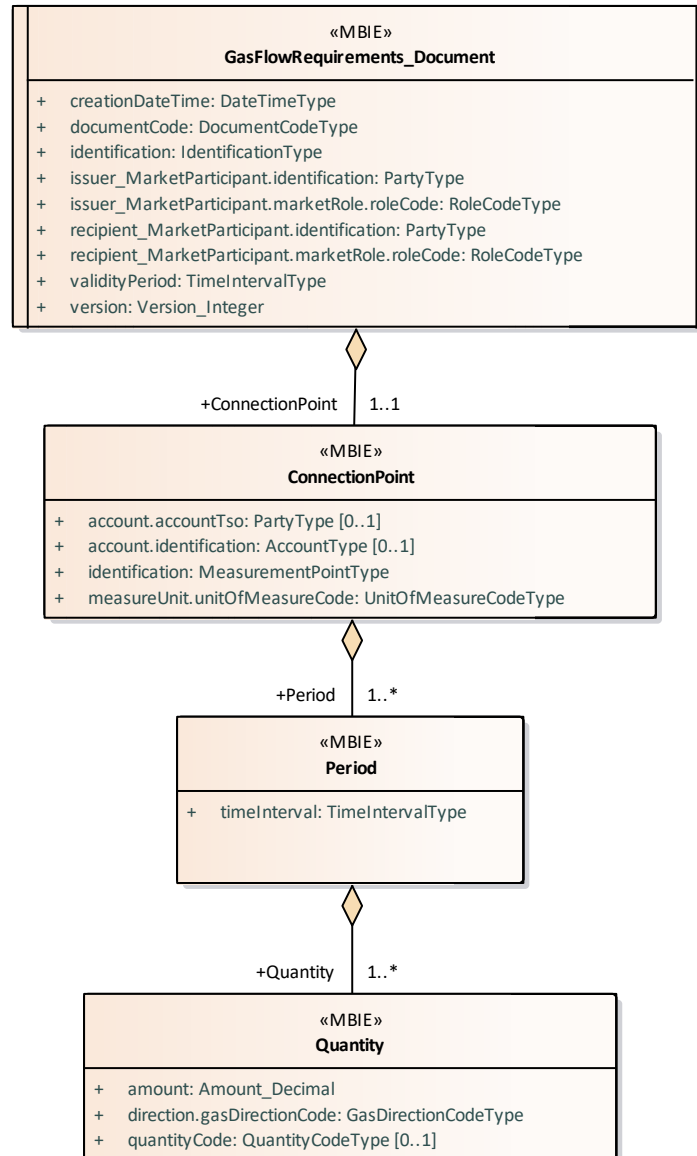 «MBIE»
GasFlowRequirements_Document
+ creationDateTime: DateTimeType
+ documentCode: DocumentCodeType
+ identification: IdentificationType
+ issuer_MarketParticipant.identification: PartyType
+ issuer_MarketParticipant.marketRole.roleCode: RoleCodeType
+ recipient_MarketParticipant.identification: PartyType
+ recipient_MarketParticipant.marketRole.roleCode: RoleCodeType
+ validityPeriod: TimeIntervalType
+ version: Version_Integer
+ConnectionPoint 1..1
«MBIE»
ConnectionPoint
+ account.accountTso: PartyType [0..1]
+ account.identification: AccountType [0..1]
+ identification: MeasurementPointType
+ measureUnit.unitOfMeasureCode: UnitOfMeasureCodeType
+Period 1..*
«MBIE»
Period
+ timeInterval: TimeIntervalType
+Quantity 1..*
«MBIE»
Quantity
+ amount: Amount_Decimal
+ direction.gasDirectionCode: GasDirectionCodeType
+ quantityCode: QuantityCodeType [0..1]